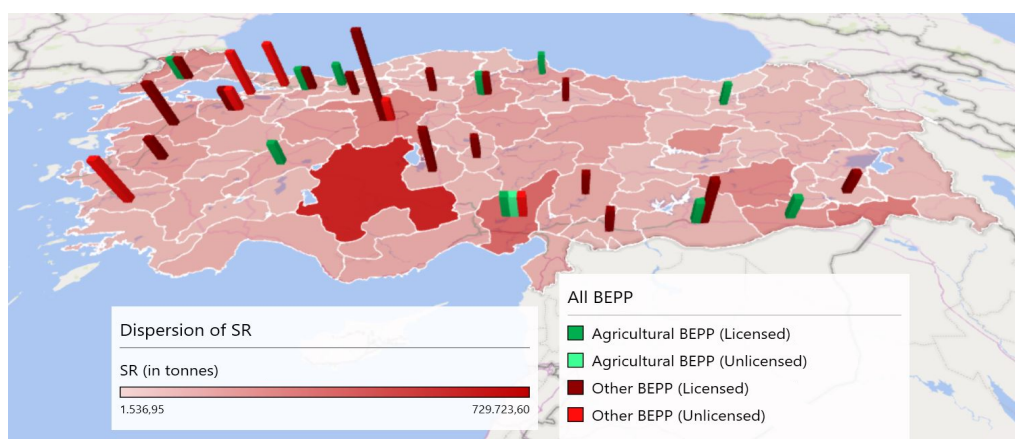 Dispersion of SR
SR (in tonnes)
1.536,95
729.723,60
All BEPP
Agricultural BEPP (Licensed)
Agricultural BEPP (Unlicensed)
Other BEPP (Licensed)
Other BEPP (Unlicensed)